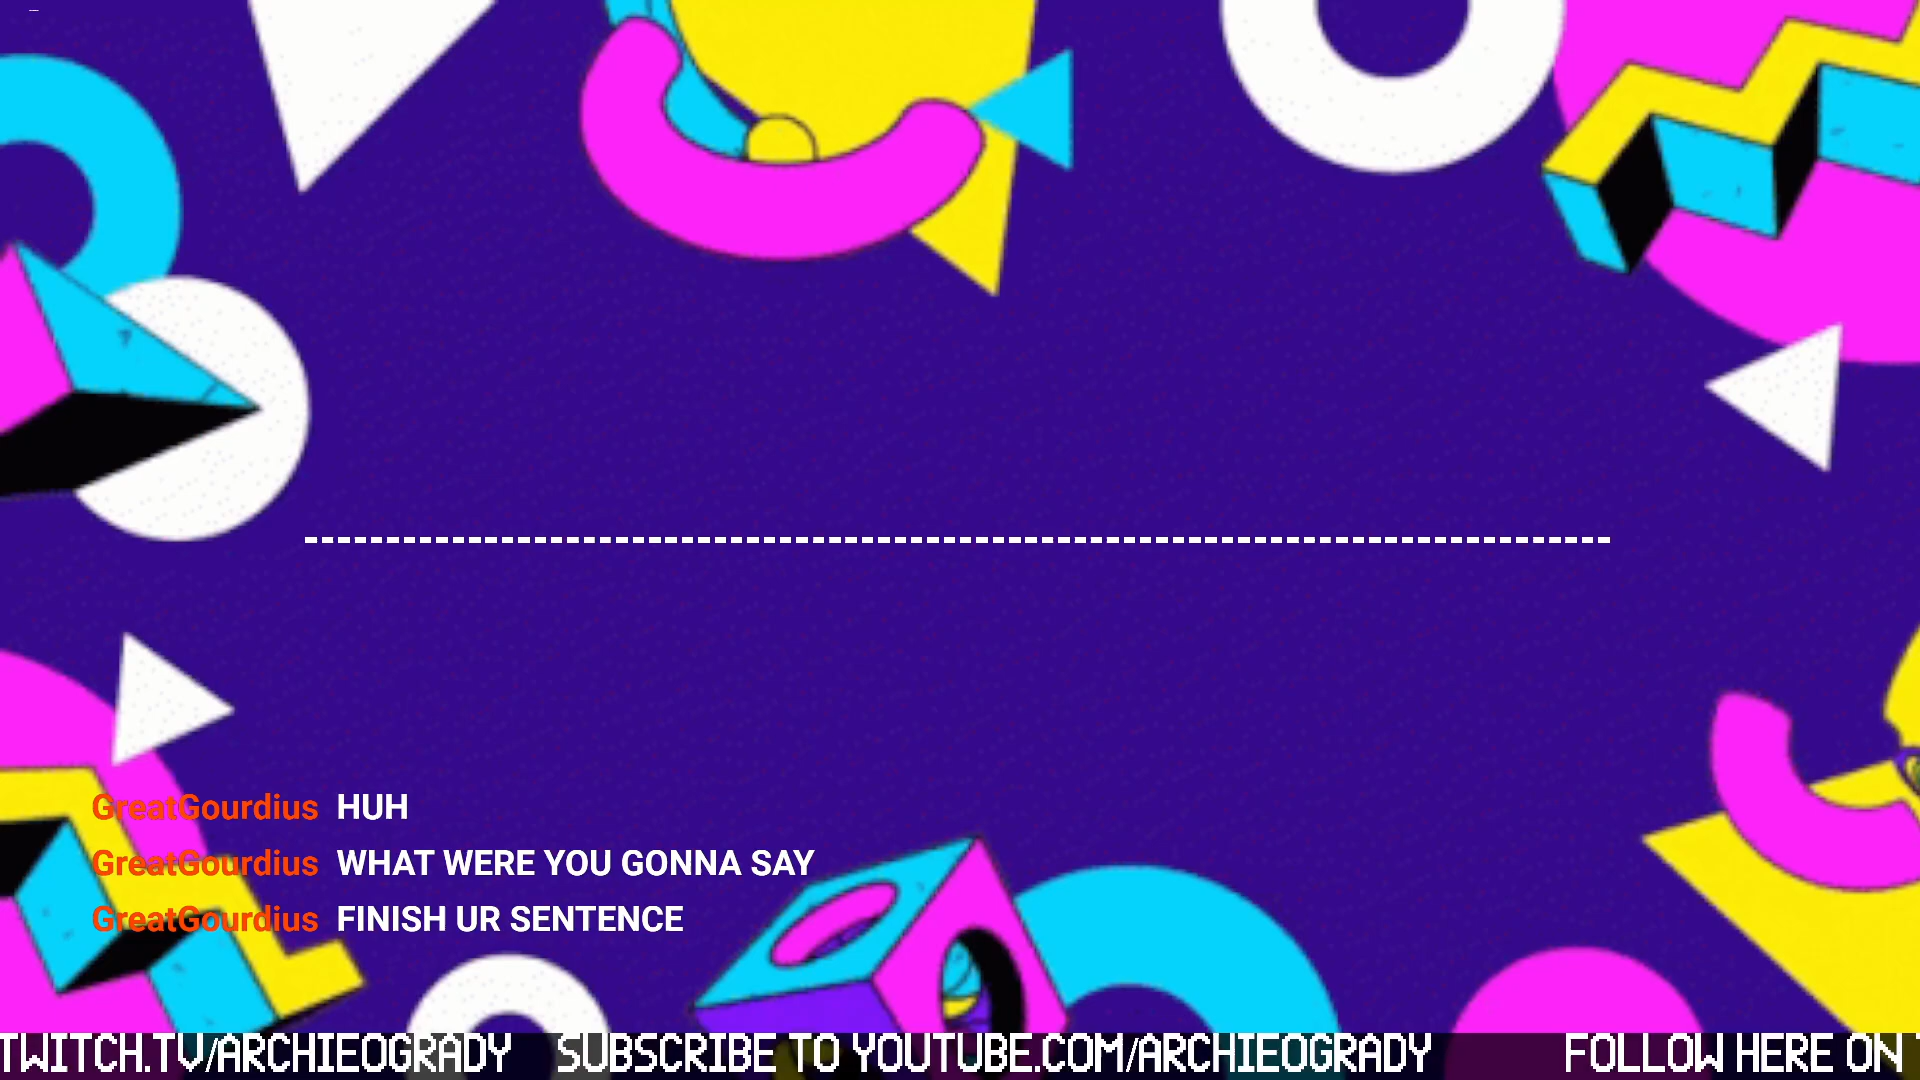 GreatGourdius HUH
GreatGourdius WHAT WERE YOU GONNA SAY
GreatGourdius FINISH UR SENTENCE
TWITCH.TV/ARCHIEOGRADY SUBSCRIBE TO YOUTUBE.COM/ARCHIEOGRADY FOLLOW HERE ON